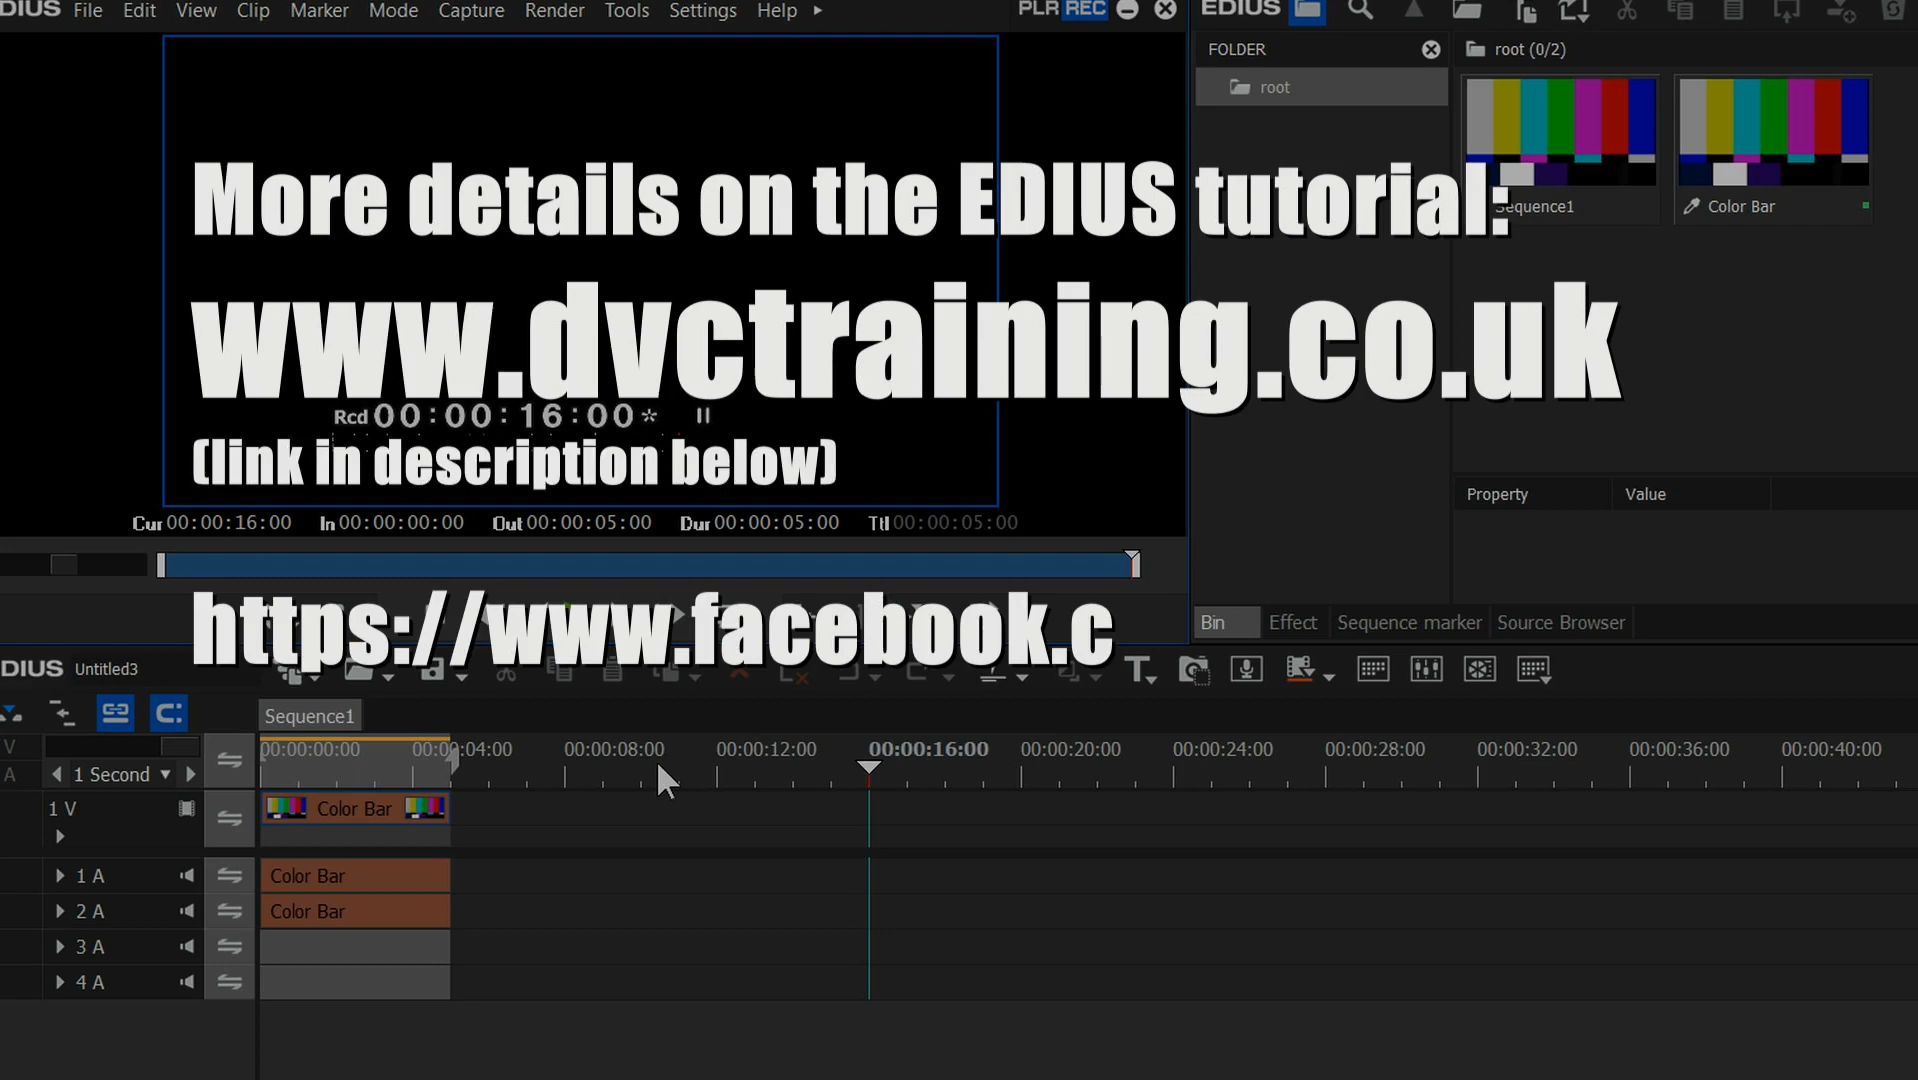 EDIUS File Edit View Clip Marker Mode Capture Render Tools Settings Help PLR REC
EDIUS
FOLDER
root
root (0/2)
Sequence1
Color Bar
More details on the EDIUS tutorial:
www.dvctraining.co.uk
Rcd 00:00:16:00 * II
(link in description below)
Cur 00:00:16:00 In 00:00:00:00 Out 00:00:05:00 Dur 00:00:05:00 Ttl 00:00:05:00
Property Value
https://www.facebook.c
Bin Effect Sequence marker Source Browser
EDIUS Untitled3
Sequence1
V
A
1 Second
00:00:00:00 00:00:04:00 00:00:08:00 00:00:12:00 00:00:16:00 00:00:20:00 00:00:24:00 00:00:28:00 00:00:32:00 00:00:36:00 00:00:40:00
1 V Color Bar
1 A Color Bar
2 A Color Bar
3 A
4 A